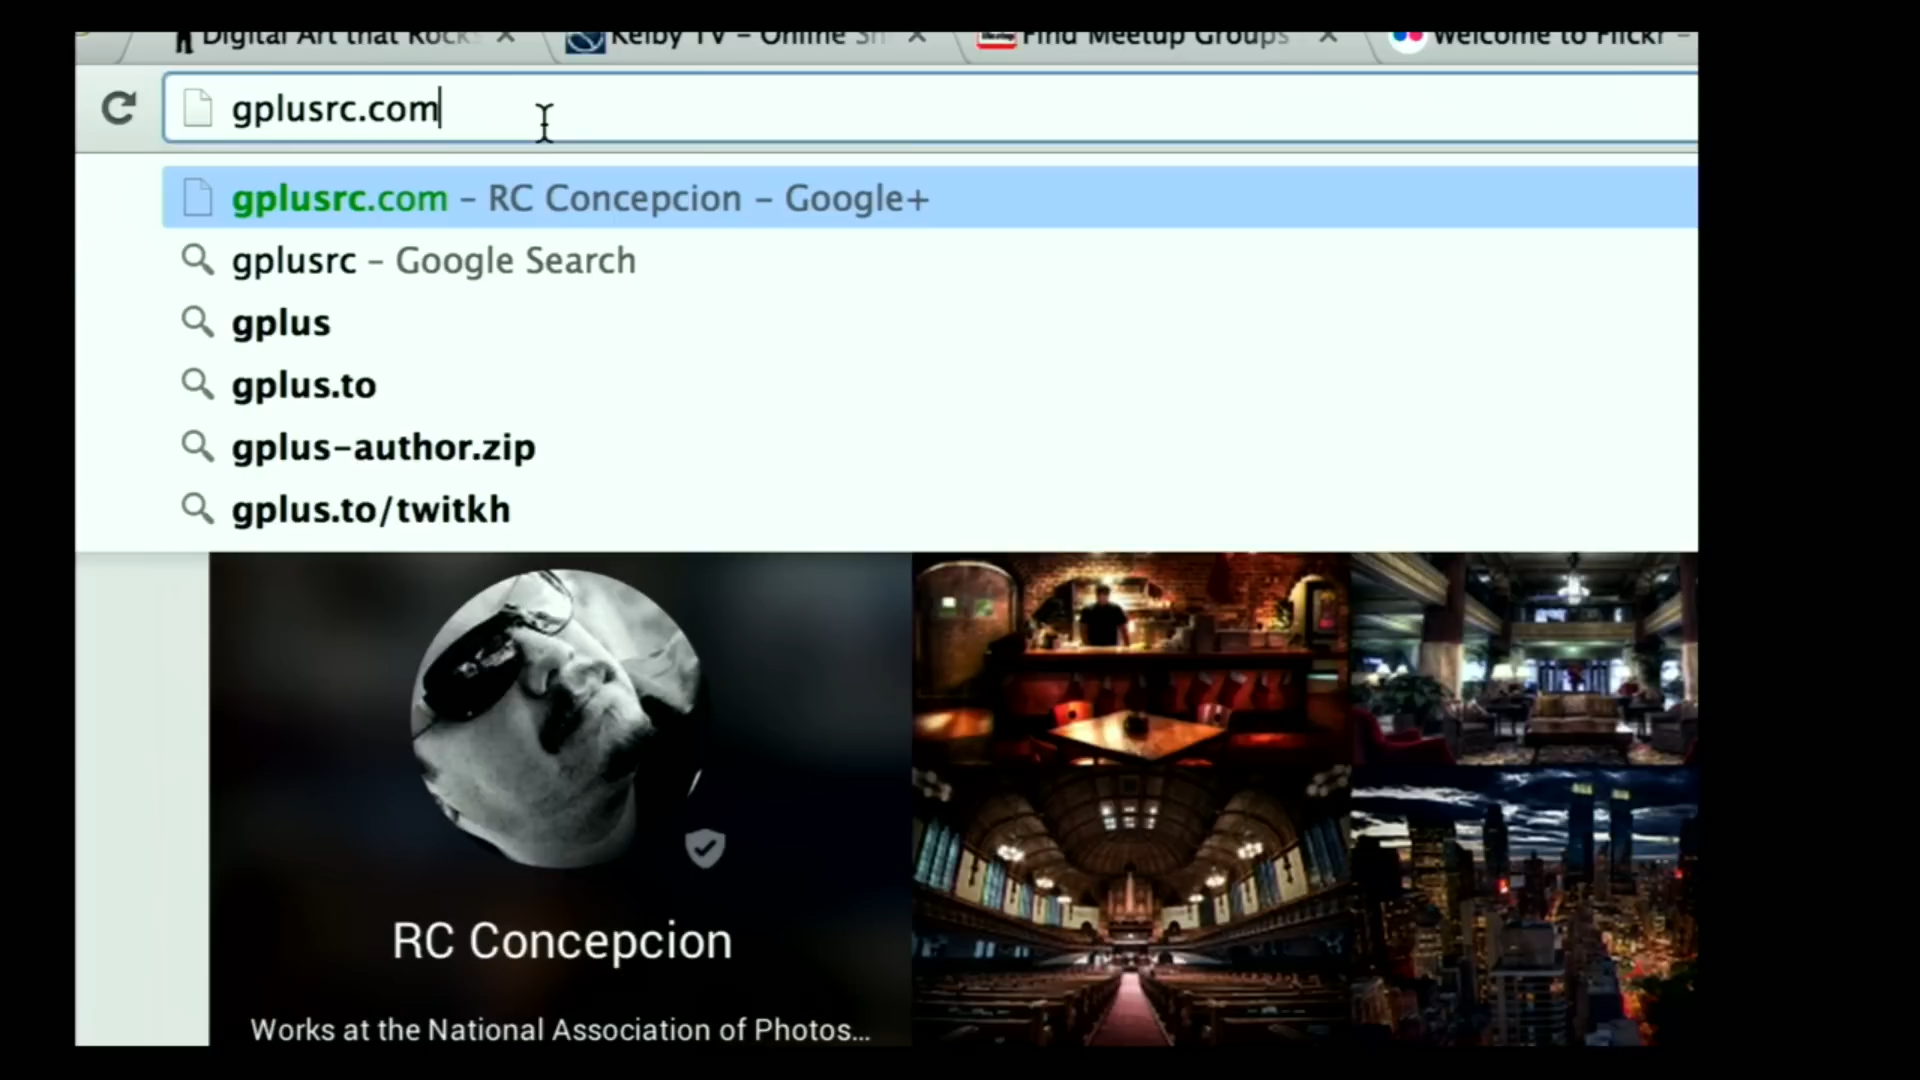 Digital Art that Rocks
Kelby TV – Online Sh
Find Meetup Groups
Welcome to Flickr –
gplusrc.com
gplusrc.com – RC Concepcion – Google+
gplusrc – Google Search
gplus
gplus.to
gplus-author.zip
gplus.to/twitkh
RC Concepcion
Works at the National Association of Photos...